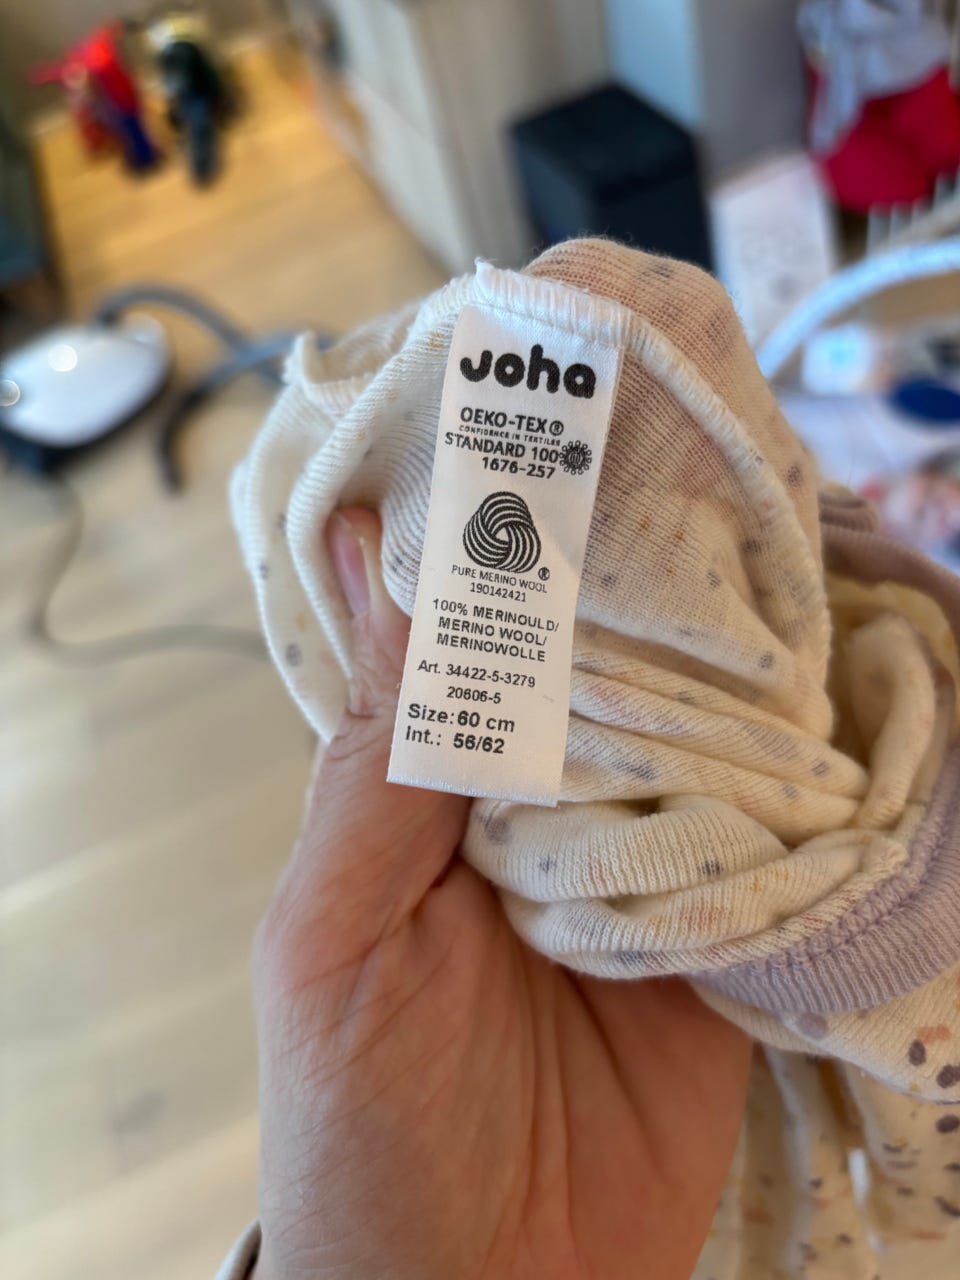 joha
OEKO-TEX®
CONFIDENCE IN TEXTILES
STANDARD 100
1676-257
®
PURE MERINO WOOL
190142421
100% MERINOULD/
MERINO WOOL/
MERINOWOLLE
Art. 34422-5-3279
20606-5
Size: 60 cm
Int.: 56/62